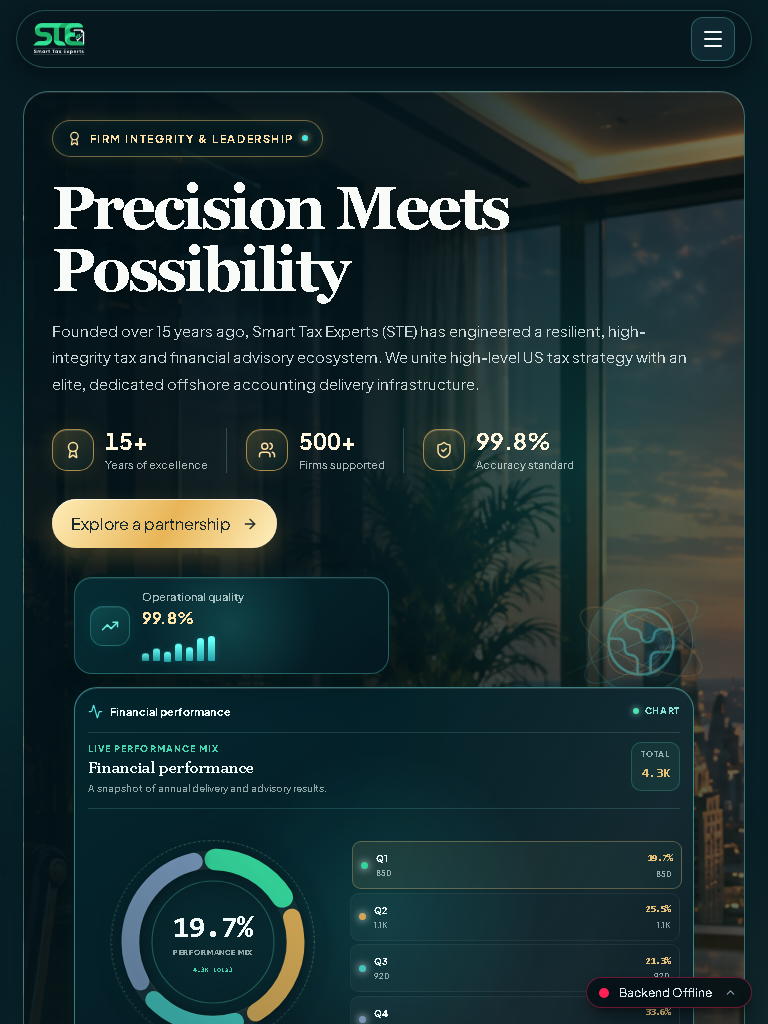 STE
Smart Tax Experts
FIRM INTEGRITY & LEADERSHIP
Precision Meets
Possibility
Founded over 15 years ago, Smart Tax Experts (STE) has engineered a resilient, high-
integrity tax and financial advisory ecosystem. We unite high-level US tax strategy with an
elite, dedicated offshore accounting delivery infrastructure.
15+
Years of excellence
500+
Firms supported
99.8%
Accuracy standard
Explore a partnership
Operational quality
99.8%
Financial performance
CHART
LIVE PERFORMANCE MIX
Financial performance
A snapshot of annual delivery and advisory results.
TOTAL
4.3K
19.7%
PERFORMANCE MIX
4.3K total
Q1
850
19.7%
850
Q2
1.1K
25.5%
1.1K
Q3
920
21.3%
920
Q4
33.6%
Backend Offline